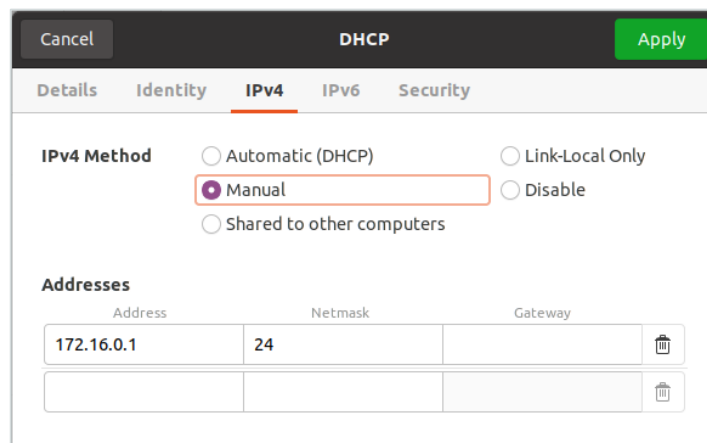 Cancel DHCP Apply
Details Identity IPv4 IPv6 Security
IPv4 Method Automatic (DHCP) Link-Local Only
Manual Disable
Shared to other computers
Addresses
Address Netmask Gateway
172.16.0.1 24